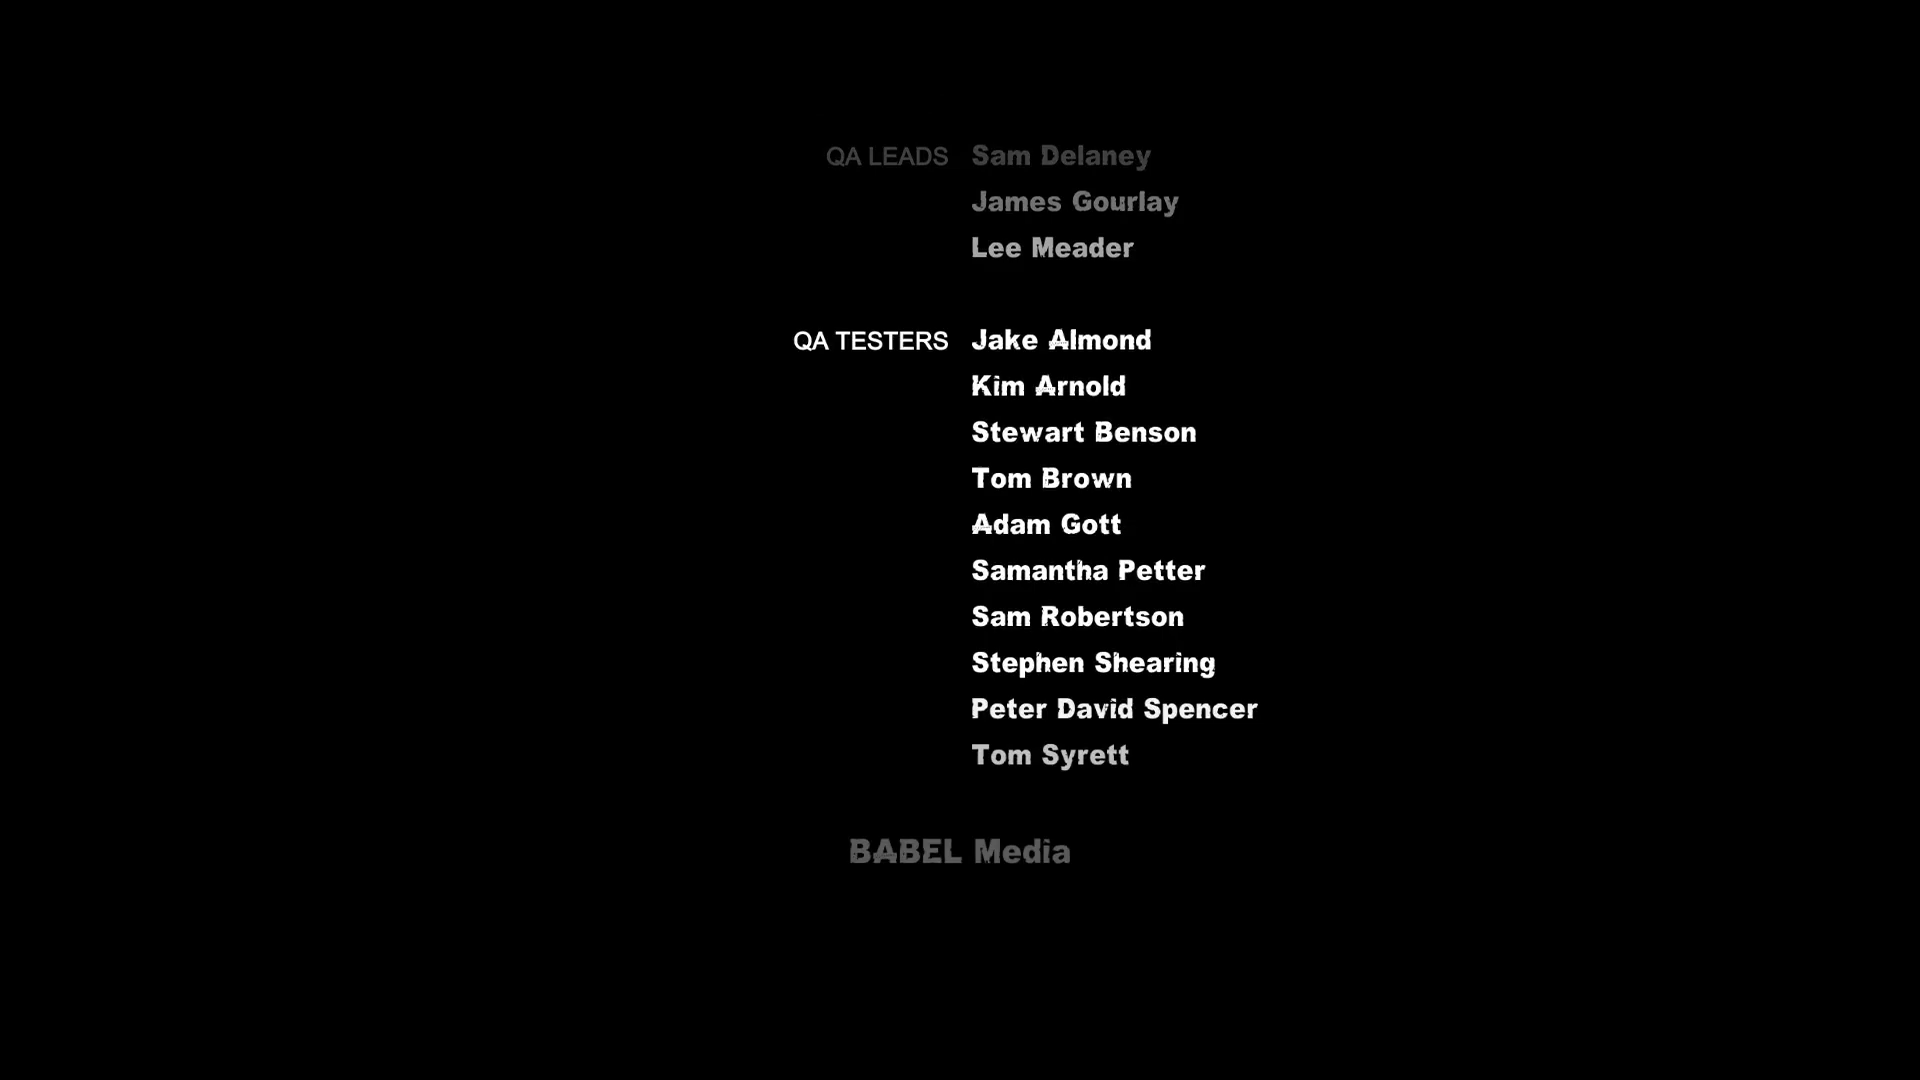 QA LEADS Sam Delaney
James Gourlay
Lee Meader
QA TESTERS Jake Almond
Kim Arnold
Stewart Benson
Tom Brown
Adam Gott
Samantha Petter
Sam Robertson
Stephen Shearing
Peter David Spencer
Tom Syrett
BABEL Media